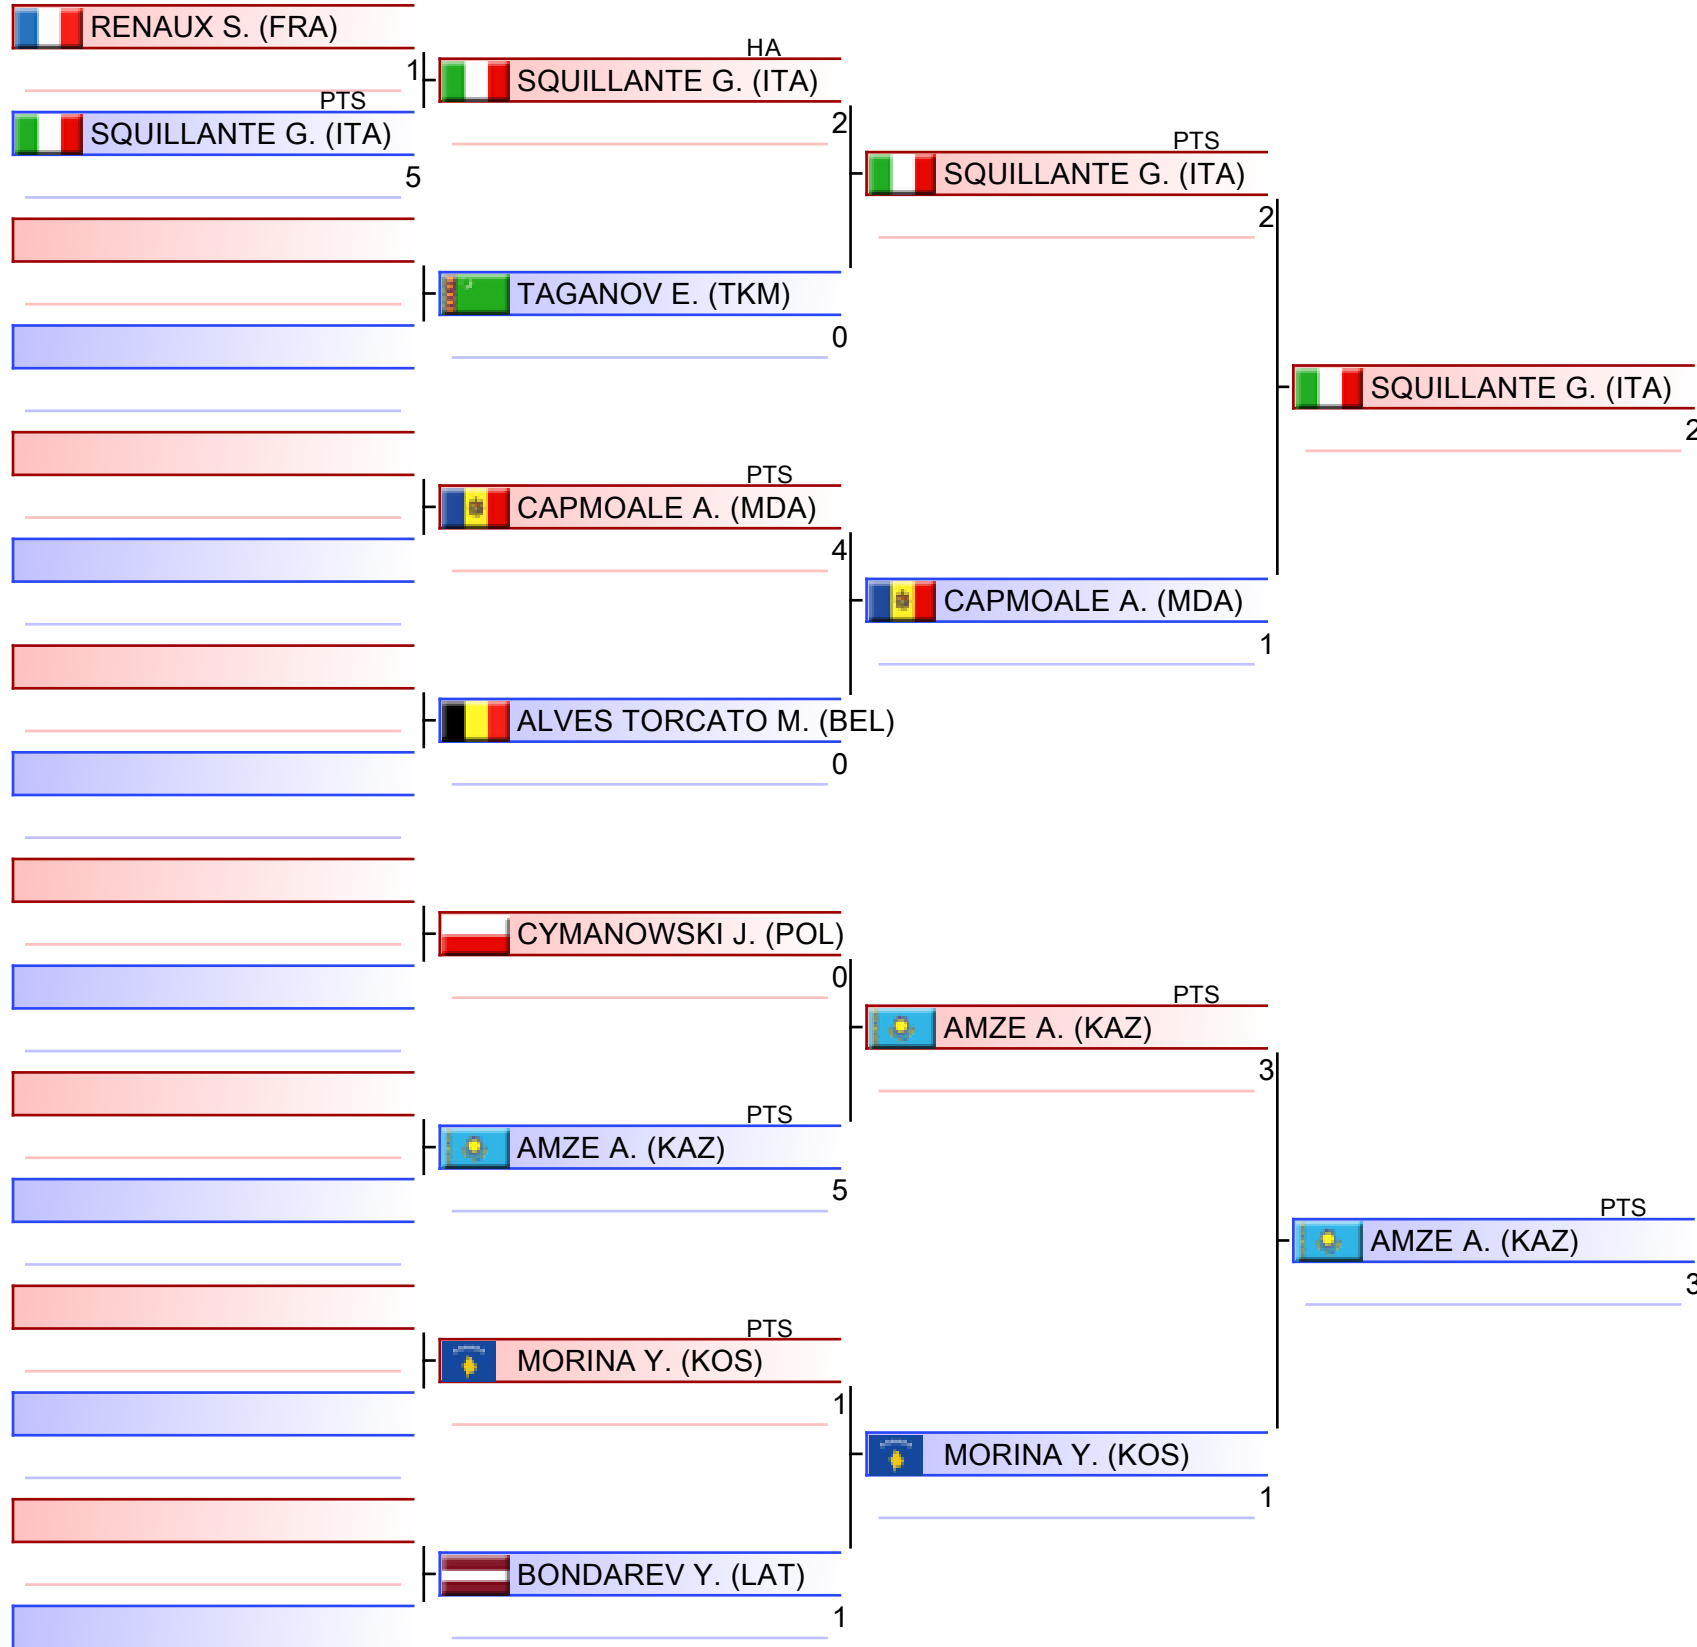 RENAUX S. (FRA)
1
PTS
SQUILLANTE G. (ITA)
5
HA
SQUILLANTE G. (ITA)
2
TAGANOV E. (TKM)
0
PTS
CAPMOALE A. (MDA)
4
ALVES TORCATO M. (BEL)
0
CYMANOWSKI J. (POL)
0
PTS
AMZE A. (KAZ)
5
PTS
MORINA Y. (KOS)
1
BONDAREV Y. (LAT)
1
PTS
SQUILLANTE G. (ITA)
2
CAPMOALE A. (MDA)
1
PTS
AMZE A. (KAZ)
3
MORINA Y. (KOS)
1
SQUILLANTE G. (ITA)
2
PTS
AMZE A. (KAZ)
3